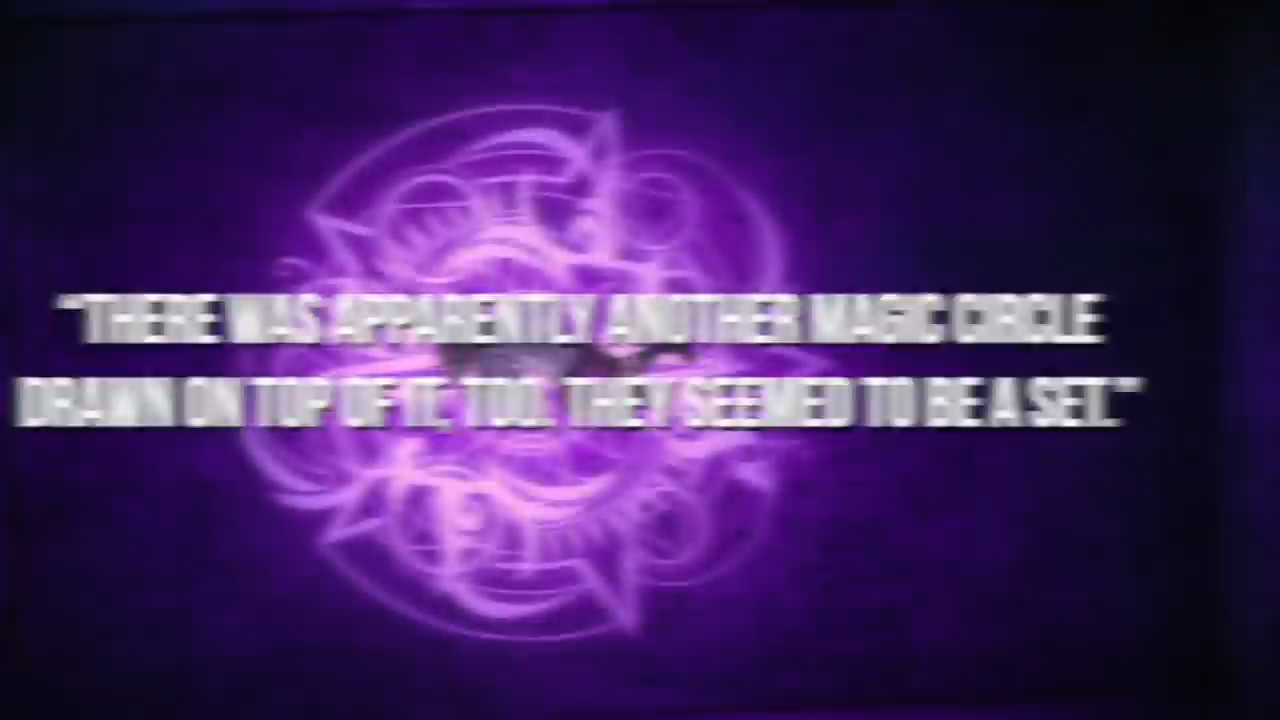 "THERE WAS APPARENTLY ANOTHER MAGIC CIRCLE
DRAWN ON TOP OF IT, TOO. THEY SEEMED TO BE A SET."